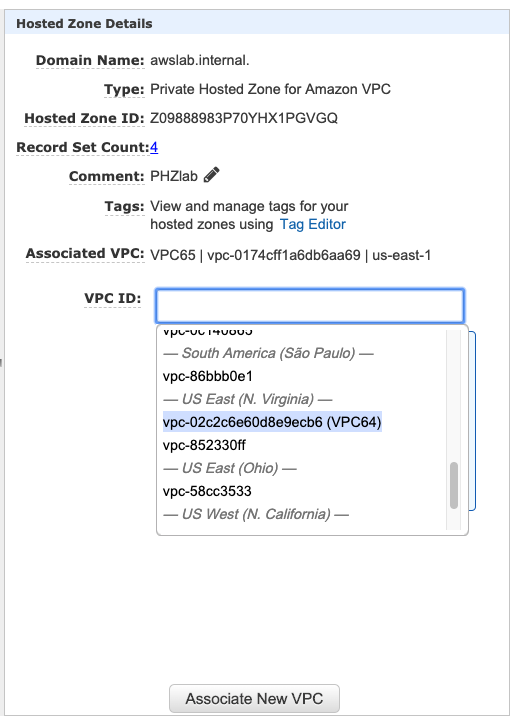 Hosted Zone Details
Domain Name: awslab.internal.
Type: Private Hosted Zone for Amazon VPC
Hosted Zone ID: Z09888983P70YHX1PGVGQ
Record Set Count: 4
Comment: PHZlab
Tags: View and manage tags for your
hosted zones using Tag Editor
Associated VPC: VPC65 | vpc-0174cff1a6db6aa69 | us-east-1
VPC ID:
— South America (São Paulo) —
vpc-86bbb0e1
— US East (N. Virginia) —
vpc-02c2c6e60d8e9ecb6 (VPC64)
vpc-852330ff
— US East (Ohio) —
vpc-58cc3533
— US West (N. California) —
Associate New VPC